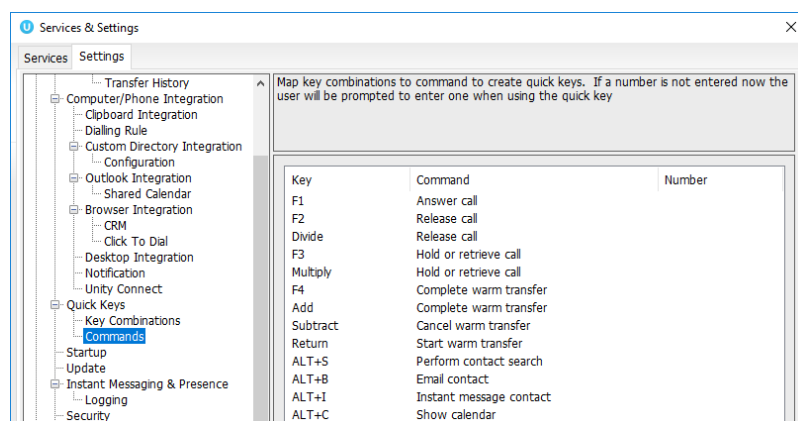 U Services & Settings
Services Settings
Transfer History
Computer/Phone Integration
Clipboard Integration
Dialling Rule
Custom Directory Integration
Configuration
Outlook Integration
Shared Calendar
Browser Integration
CRM
Click To Dial
Desktop Integration
Notification
Unity Connect
Quick Keys
Key Combinations
Commands
Startup
Update
Instant Messaging & Presence
Logging
Security
Map key combinations to command to create quick keys. If a number is not entered now the
user will be prompted to enter one when using the quick key
Key Command Number
F1 Answer call
F2 Release call
Divide Release call
F3 Hold or retrieve call
Multiply Hold or retrieve call
F4 Complete warm transfer
Add Complete warm transfer
Subtract Cancel warm transfer
Return Start warm transfer
ALT+S Perform contact search
ALT+B Email contact
ALT+I Instant message contact
ALT+C Show calendar